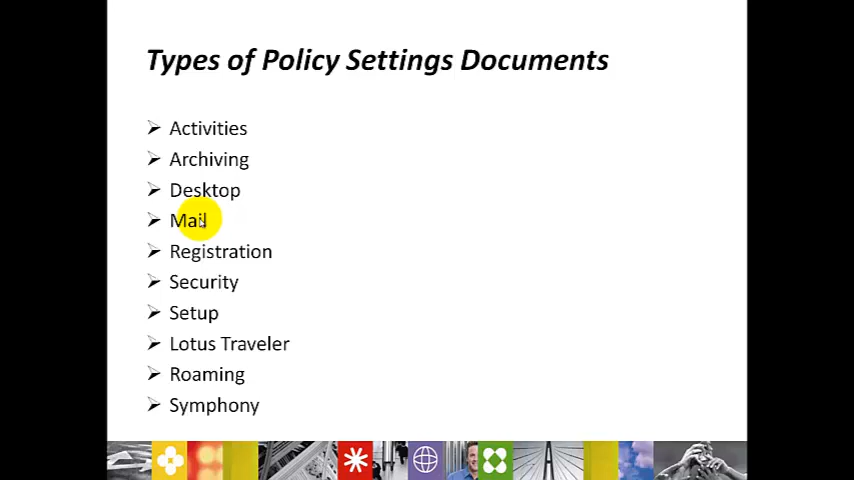 Types of Policy Settings Documents
Activities
Archiving
Desktop
Mail
Registration
Security
Setup
Lotus Traveler
Roaming
Symphony